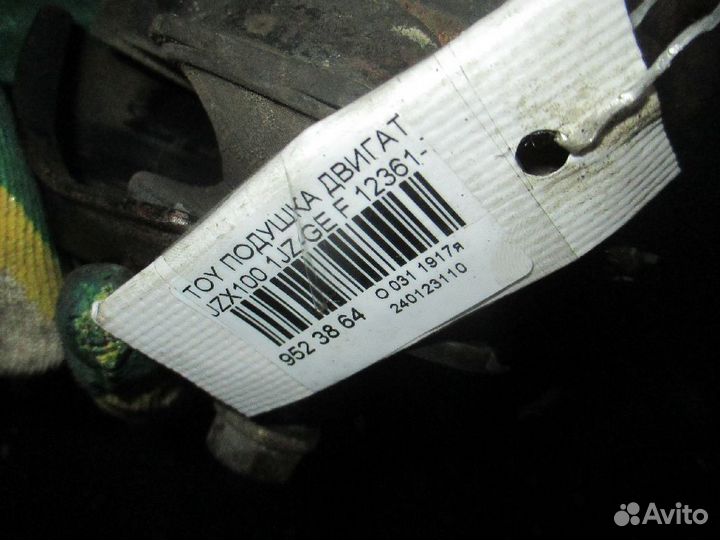 TOY ПОДУШКА ДВИГАТ
JZX100 1JZ-GE F 12361-
952 38 64
О 031 1917я
240123110
Avito